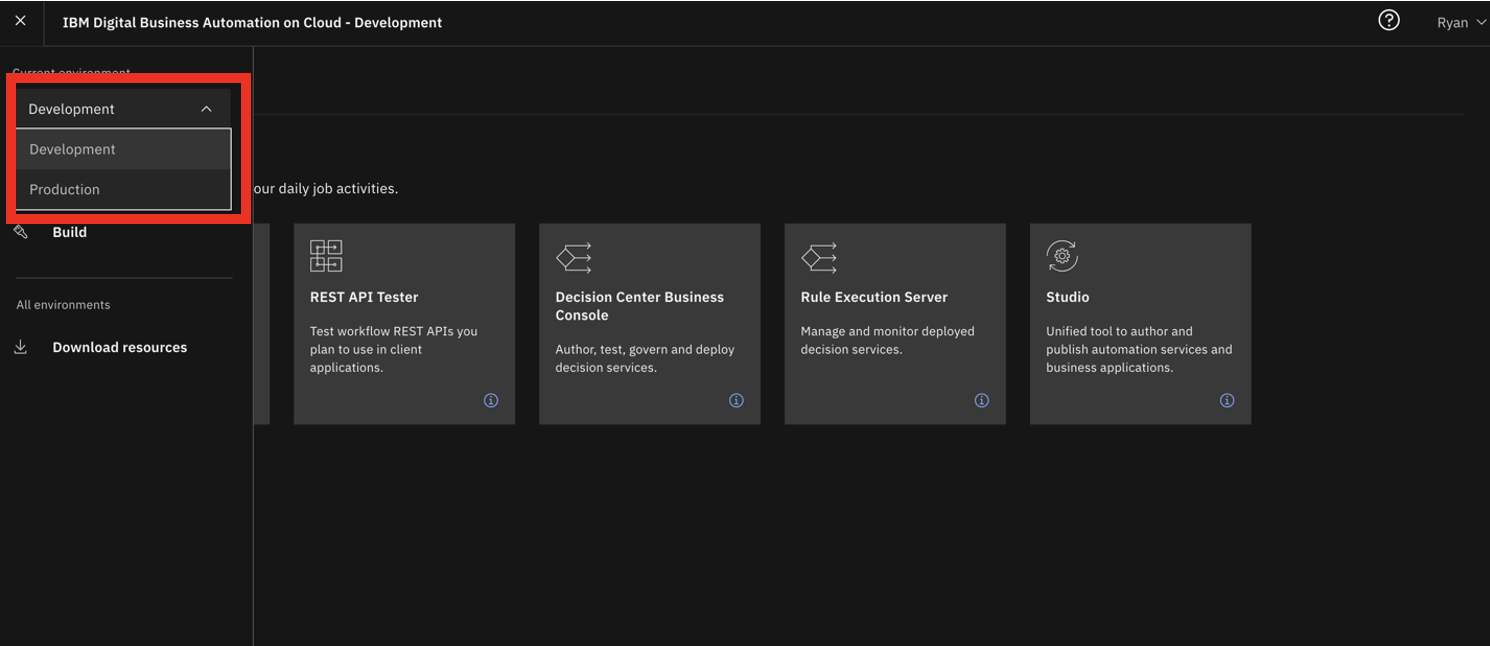 IBM Digital Business Automation on Cloud - Development
Ryan
Current environment
Development
Development
Production
Build
All environments
Download resources
our daily job activities.
REST API Tester
Test workflow REST APIs you
plan to use in client
applications.
Decision Center Business
Console
Author, test, govern and deploy
decision services.
Rule Execution Server
Manage and monitor deployed
decision services.
Studio
Unified tool to author and
publish automation services and
business applications.